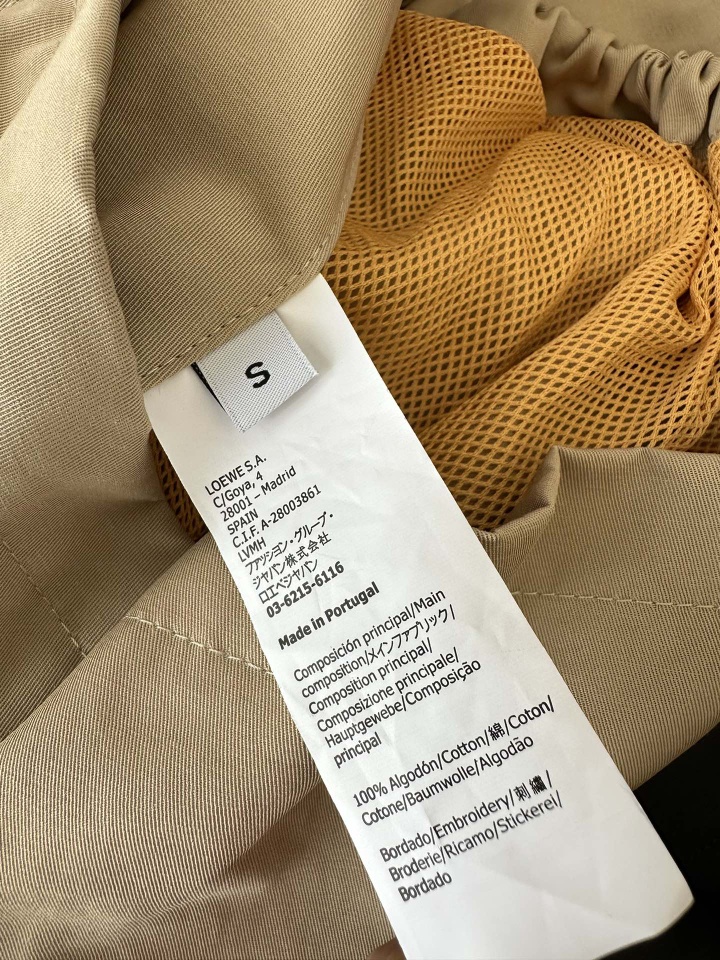 S
LOEWE S.A.
C/Goya, 4
28001 – Madrid
SPAIN
C.I.F. A-28003861
LVMH
ファッション・グループ・
ジャパン株式会社
ロエベジャパン
03-6215-6116
Made in Portugal
Composición principal/Main
composition/メインファブリック/
Composition principal/
Composizione principale/
Hauptgewebe/Composição
principal
100% Algodón/Cotton/綿/Coton/
Cotone/Baumwolle/Algodão
Bordado/Embroidery/刺繍/
Broderie/Ricamo/Stickerei/
Bordado